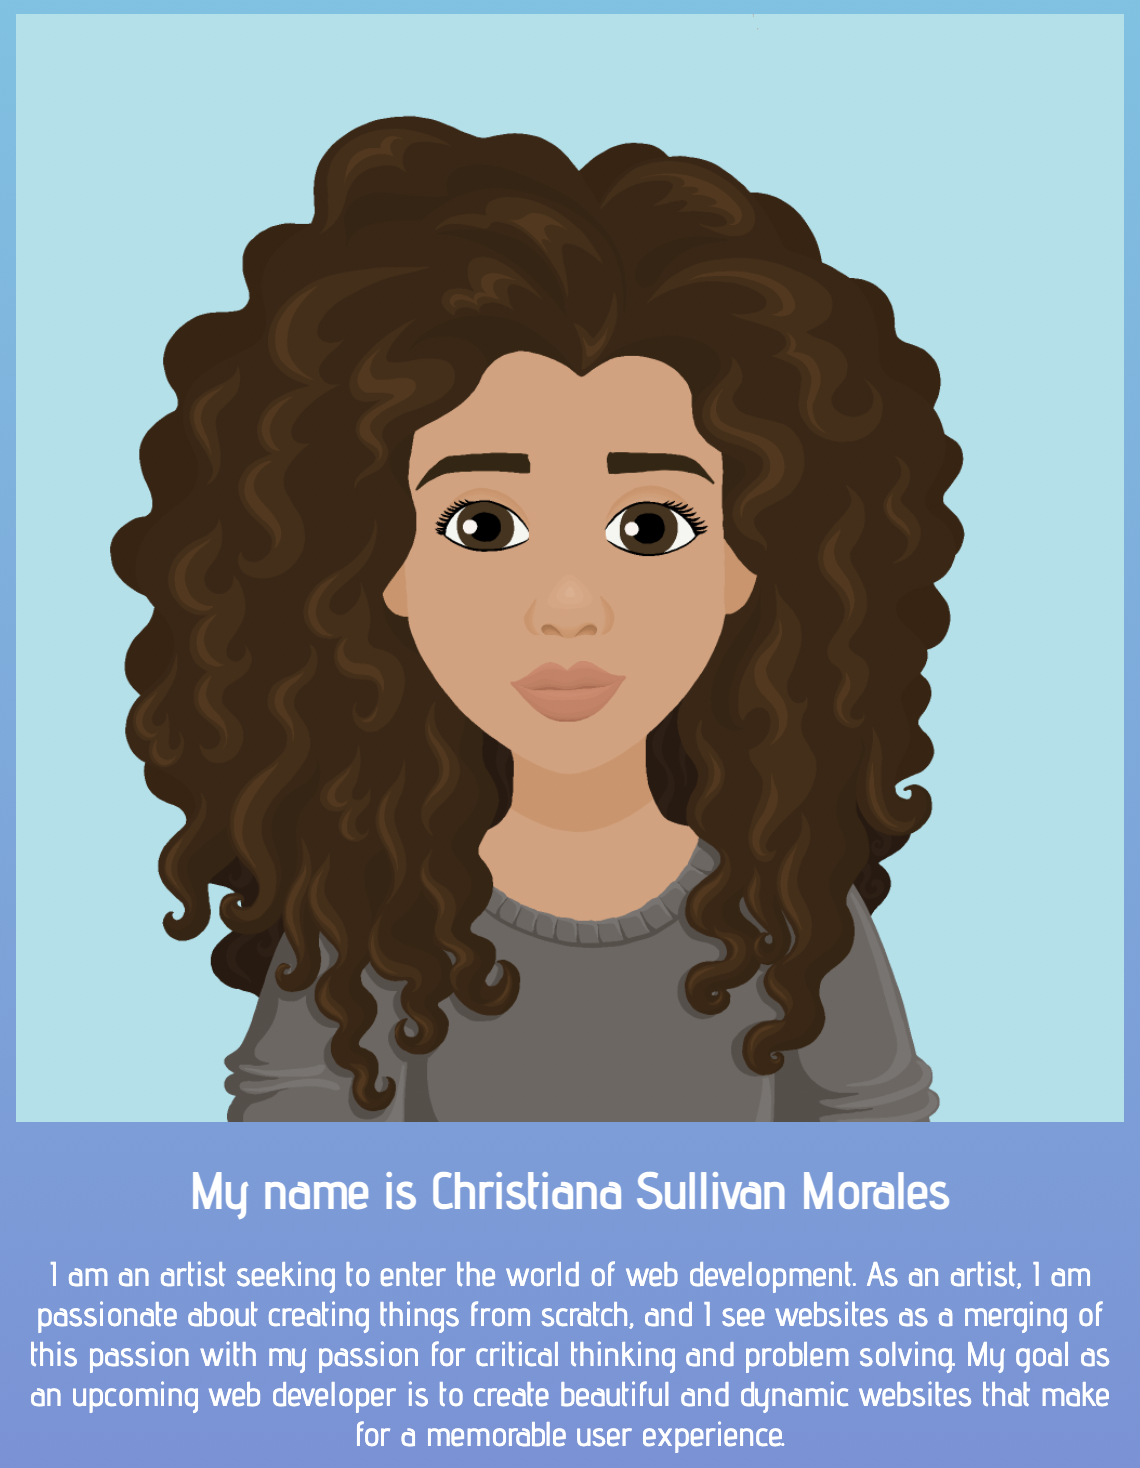 My name is Christiana Sullivan Morales
I am an artist seeking to enter the world of web development. As an artist, I am
passionate about creating things from scratch, and I see websites as a merging of
this passion with my passion for critical thinking and problem solving. My goal as
an upcoming web developer is to create beautiful and dynamic websites that make
for a memorable user experience.